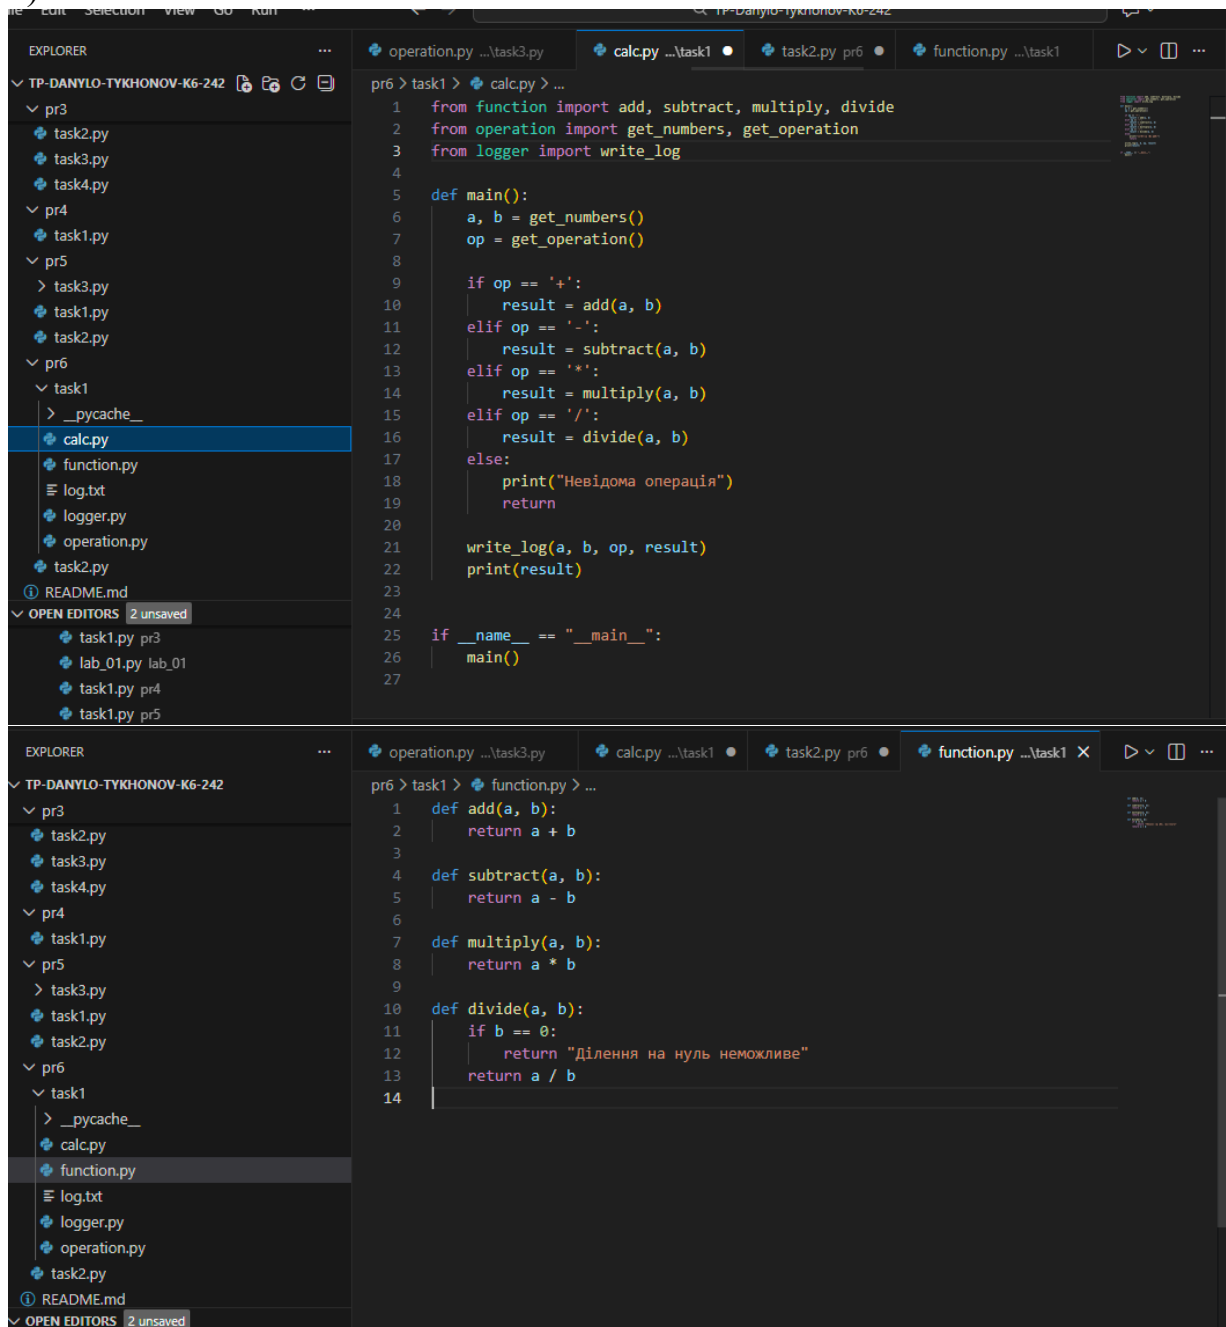 Edit Selection View Go Run ...
TP-Danylo-Tykhonov-K6-242
EXPLORER ...
operation.py ...\task3.py calc.py ...\task1 task2.py pr6 function.py ...\task1
TP-DANYLO-TYKHONOV-K6-242
pr3
task2.py
task3.py
task4.py
pr4
task1.py
pr5
task3.py
task1.py
task2.py
pr6
task1
__pycache__
calc.py
function.py
log.txt
logger.py
operation.py
task2.py
README.md
OPEN EDITORS 2 unsaved
task1.py pr3
lab_01.py lab_01
task1.py pr4
task1.py pr5
pr6 > task1 > calc.py > ...
1 from function import add, subtract, multiply, divide
2 from operation import get_numbers, get_operation
3 from logger import write_log
4
5 def main():
6 a, b = get_numbers()
7 op = get_operation()
8
9 if op == '+':
10 result = add(a, b)
11 elif op == '-':
12 result = subtract(a, b)
13 elif op == '*':
14 result = multiply(a, b)
15 elif op == '/':
16 result = divide(a, b)
17 else:
18 print("Невідома операція")
19 return
20
21 write_log(a, b, op, result)
22 print(result)
23
24
25 if __name__ == "__main__":
26 main()
27
EXPLORER ...
operation.py ...\task3.py calc.py ...\task1 task2.py pr6 function.py ...\task1
TP-DANYLO-TYKHONOV-K6-242
pr3
task2.py
task3.py
task4.py
pr4
task1.py
pr5
task3.py
task1.py
task2.py
pr6
task1
__pycache__
calc.py
function.py
log.txt
logger.py
operation.py
task2.py
README.md
OPEN EDITORS 2 unsaved
pr6 > task1 > function.py > ...
1 def add(a, b):
2 return a + b
3
4 def subtract(a, b):
5 return a - b
6
7 def multiply(a, b):
8 return a * b
9
10 def divide(a, b):
11 if b == 0:
12 return "Ділення на нуль неможливе"
13 return a / b
14